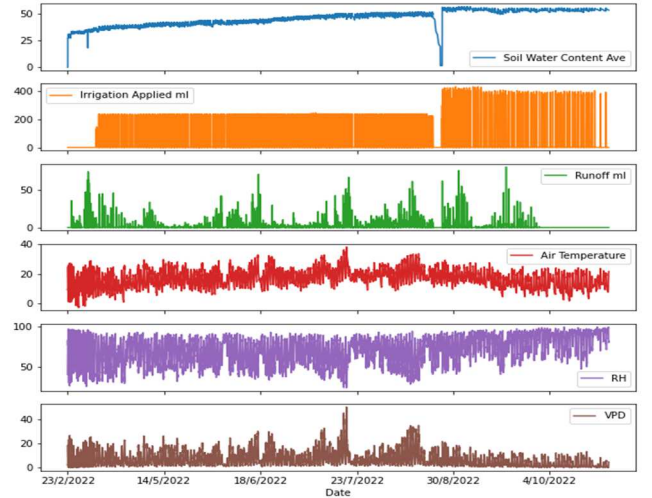 50
25
0
Soil Water Content Ave
400
200
0
Irrigation Applied ml
50
0
Runoff ml
40
20
0
Air Temperature
100
50
RH
40
20
0
VPD
23/2/2022 14/5/2022 18/6/2022 23/7/2022 30/8/2022 4/10/2022
Date